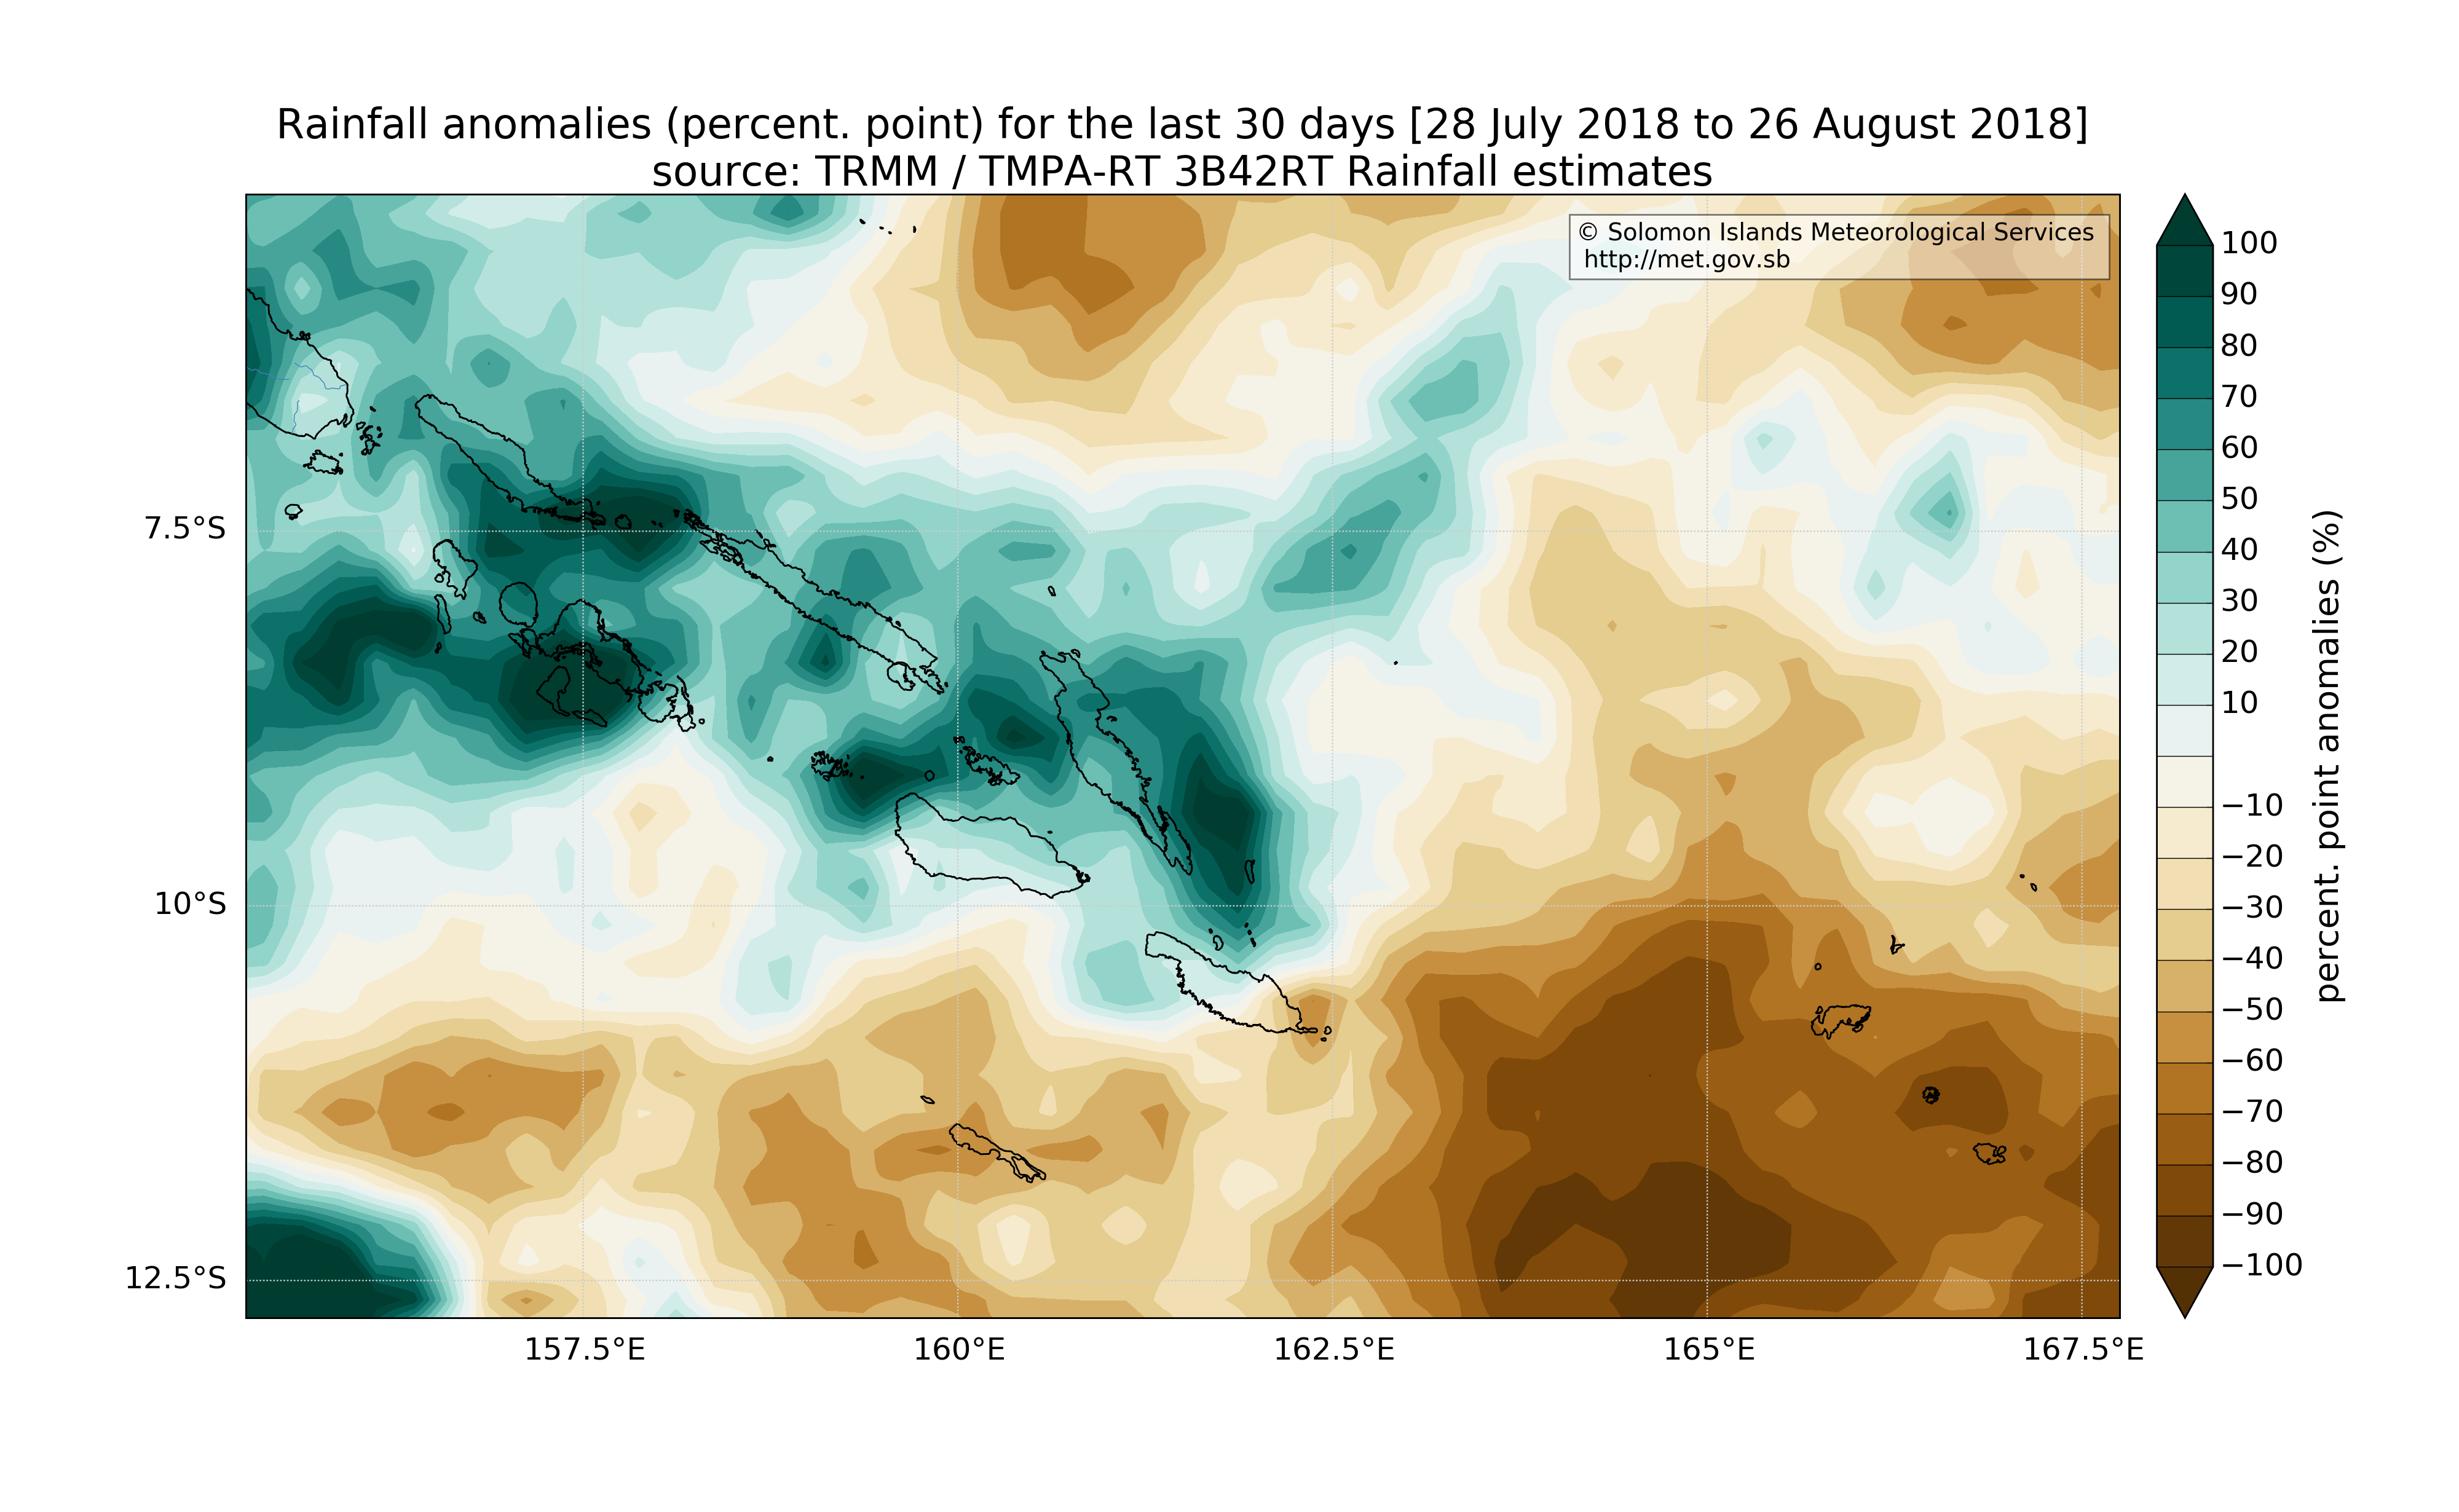 Rainfall anomalies (percent. point) for the last 30 days [28 July 2018 to 26 August 2018]
source: TRMM / TMPA-RT 3B42RT Rainfall estimates
© Solomon Islands Meteorological Services
http://met.gov.sb
7.5°S
10°S
12.5°S
157.5°E
160°E
162.5°E
165°E
167.5°E
100
90
80
70
60
50
40
30
20
10
−10
−20
−30
−40
−50
−60
−70
−80
−90
−100
percent. point anomalies (%)